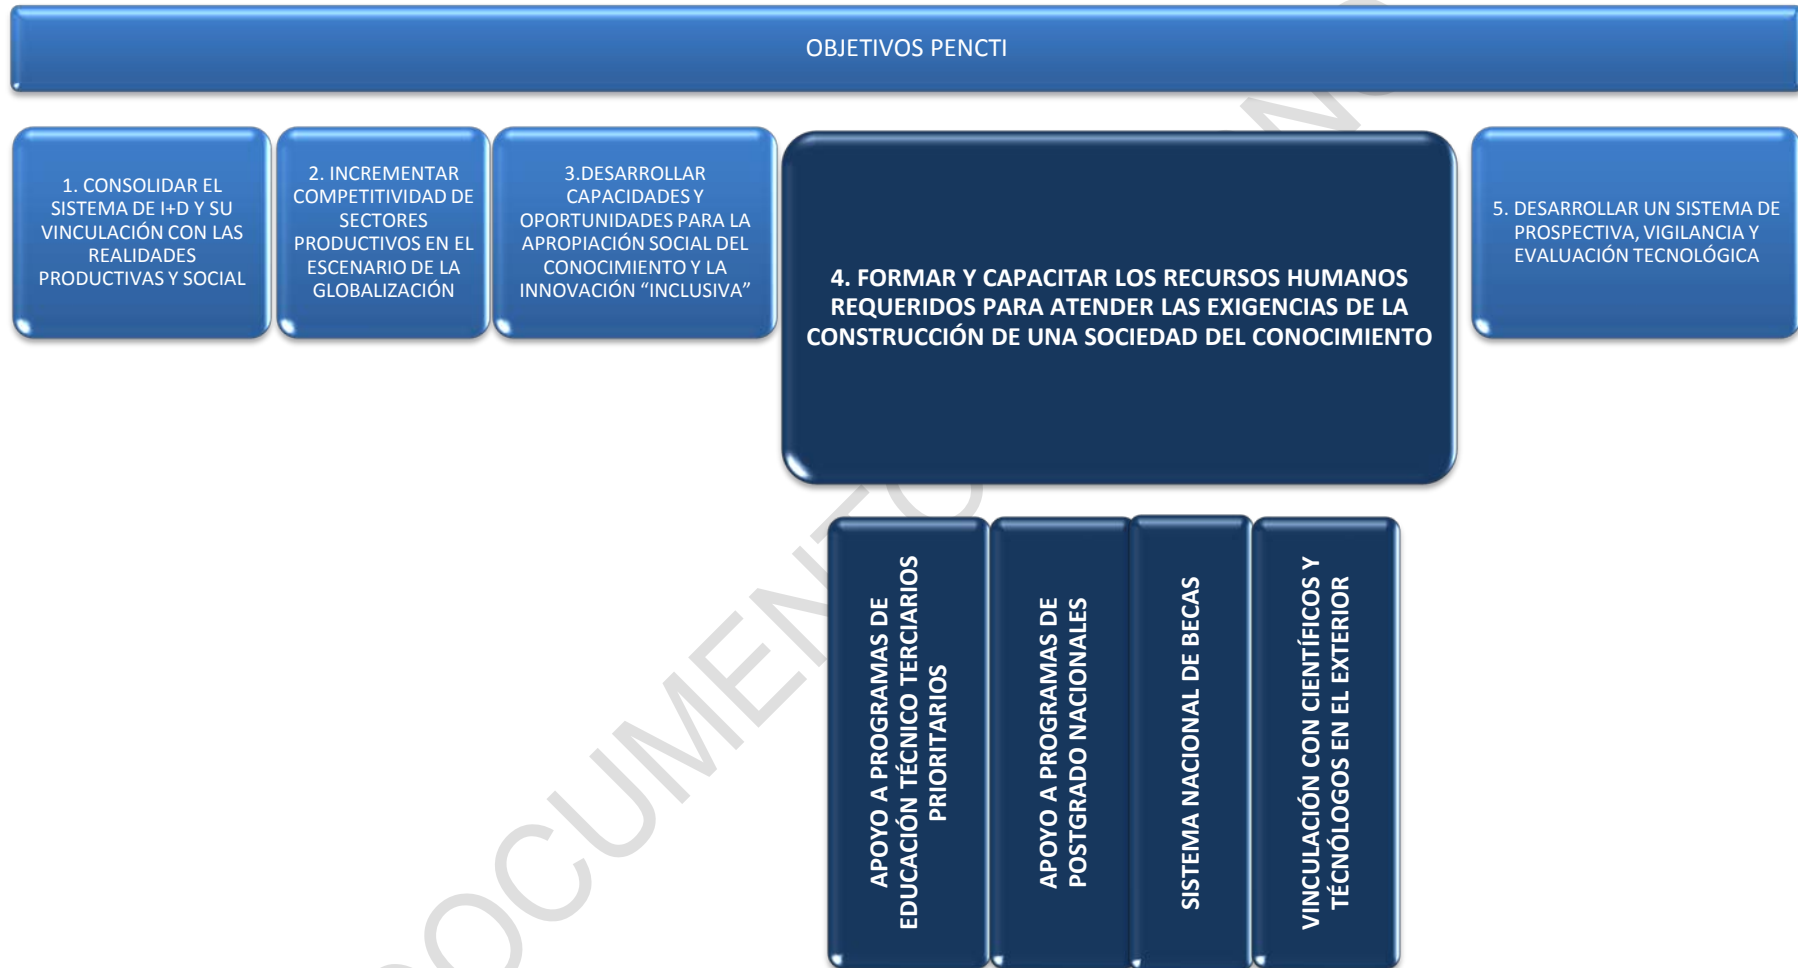 OBJETIVOS PENCTI
1. CONSOLIDAR EL
SISTEMA DE I+D Y SU
VINCULACIÓN CON LAS
REALIDADES
PRODUCTIVAS Y SOCIAL
2. INCREMENTAR
COMPETITIVIDAD DE
SECTORES
PRODUCTIVOS EN EL
ESCENARIO DE LA
GLOBALIZACIÓN
3.DESARROLLAR
CAPACIDADES Y
OPORTUNIDADES PARA LA
APROPIACIÓN SOCIAL DEL
CONOCIMIENTO Y LA
INNOVACIÓN “INCLUSIVA”
4. FORMAR Y CAPACITAR LOS RECURSOS HUMANOS
REQUERIDOS PARA ATENDER LAS EXIGENCIAS DE LA
CONSTRUCCIÓN DE UNA SOCIEDAD DEL CONOCIMIENTO
5. DESARROLLAR UN SISTEMA DE
PROSPECTIVA, VIGILANCIA Y
EVALUACIÓN TECNOLÓGICA
APOYO A PROGRAMAS DE
EDUCACIÓN TÉCNICO TERCIARIOS
PRIORITARIOS
APOYO A PROGRAMAS DE
POSTGRADO NACIONALES
SISTEMA NACIONAL DE BECAS
VINCULACIÓN CON CIENTÍFICOS Y
TÉCNÓLOGOS EN EL EXTERIOR
DOCUMENTO